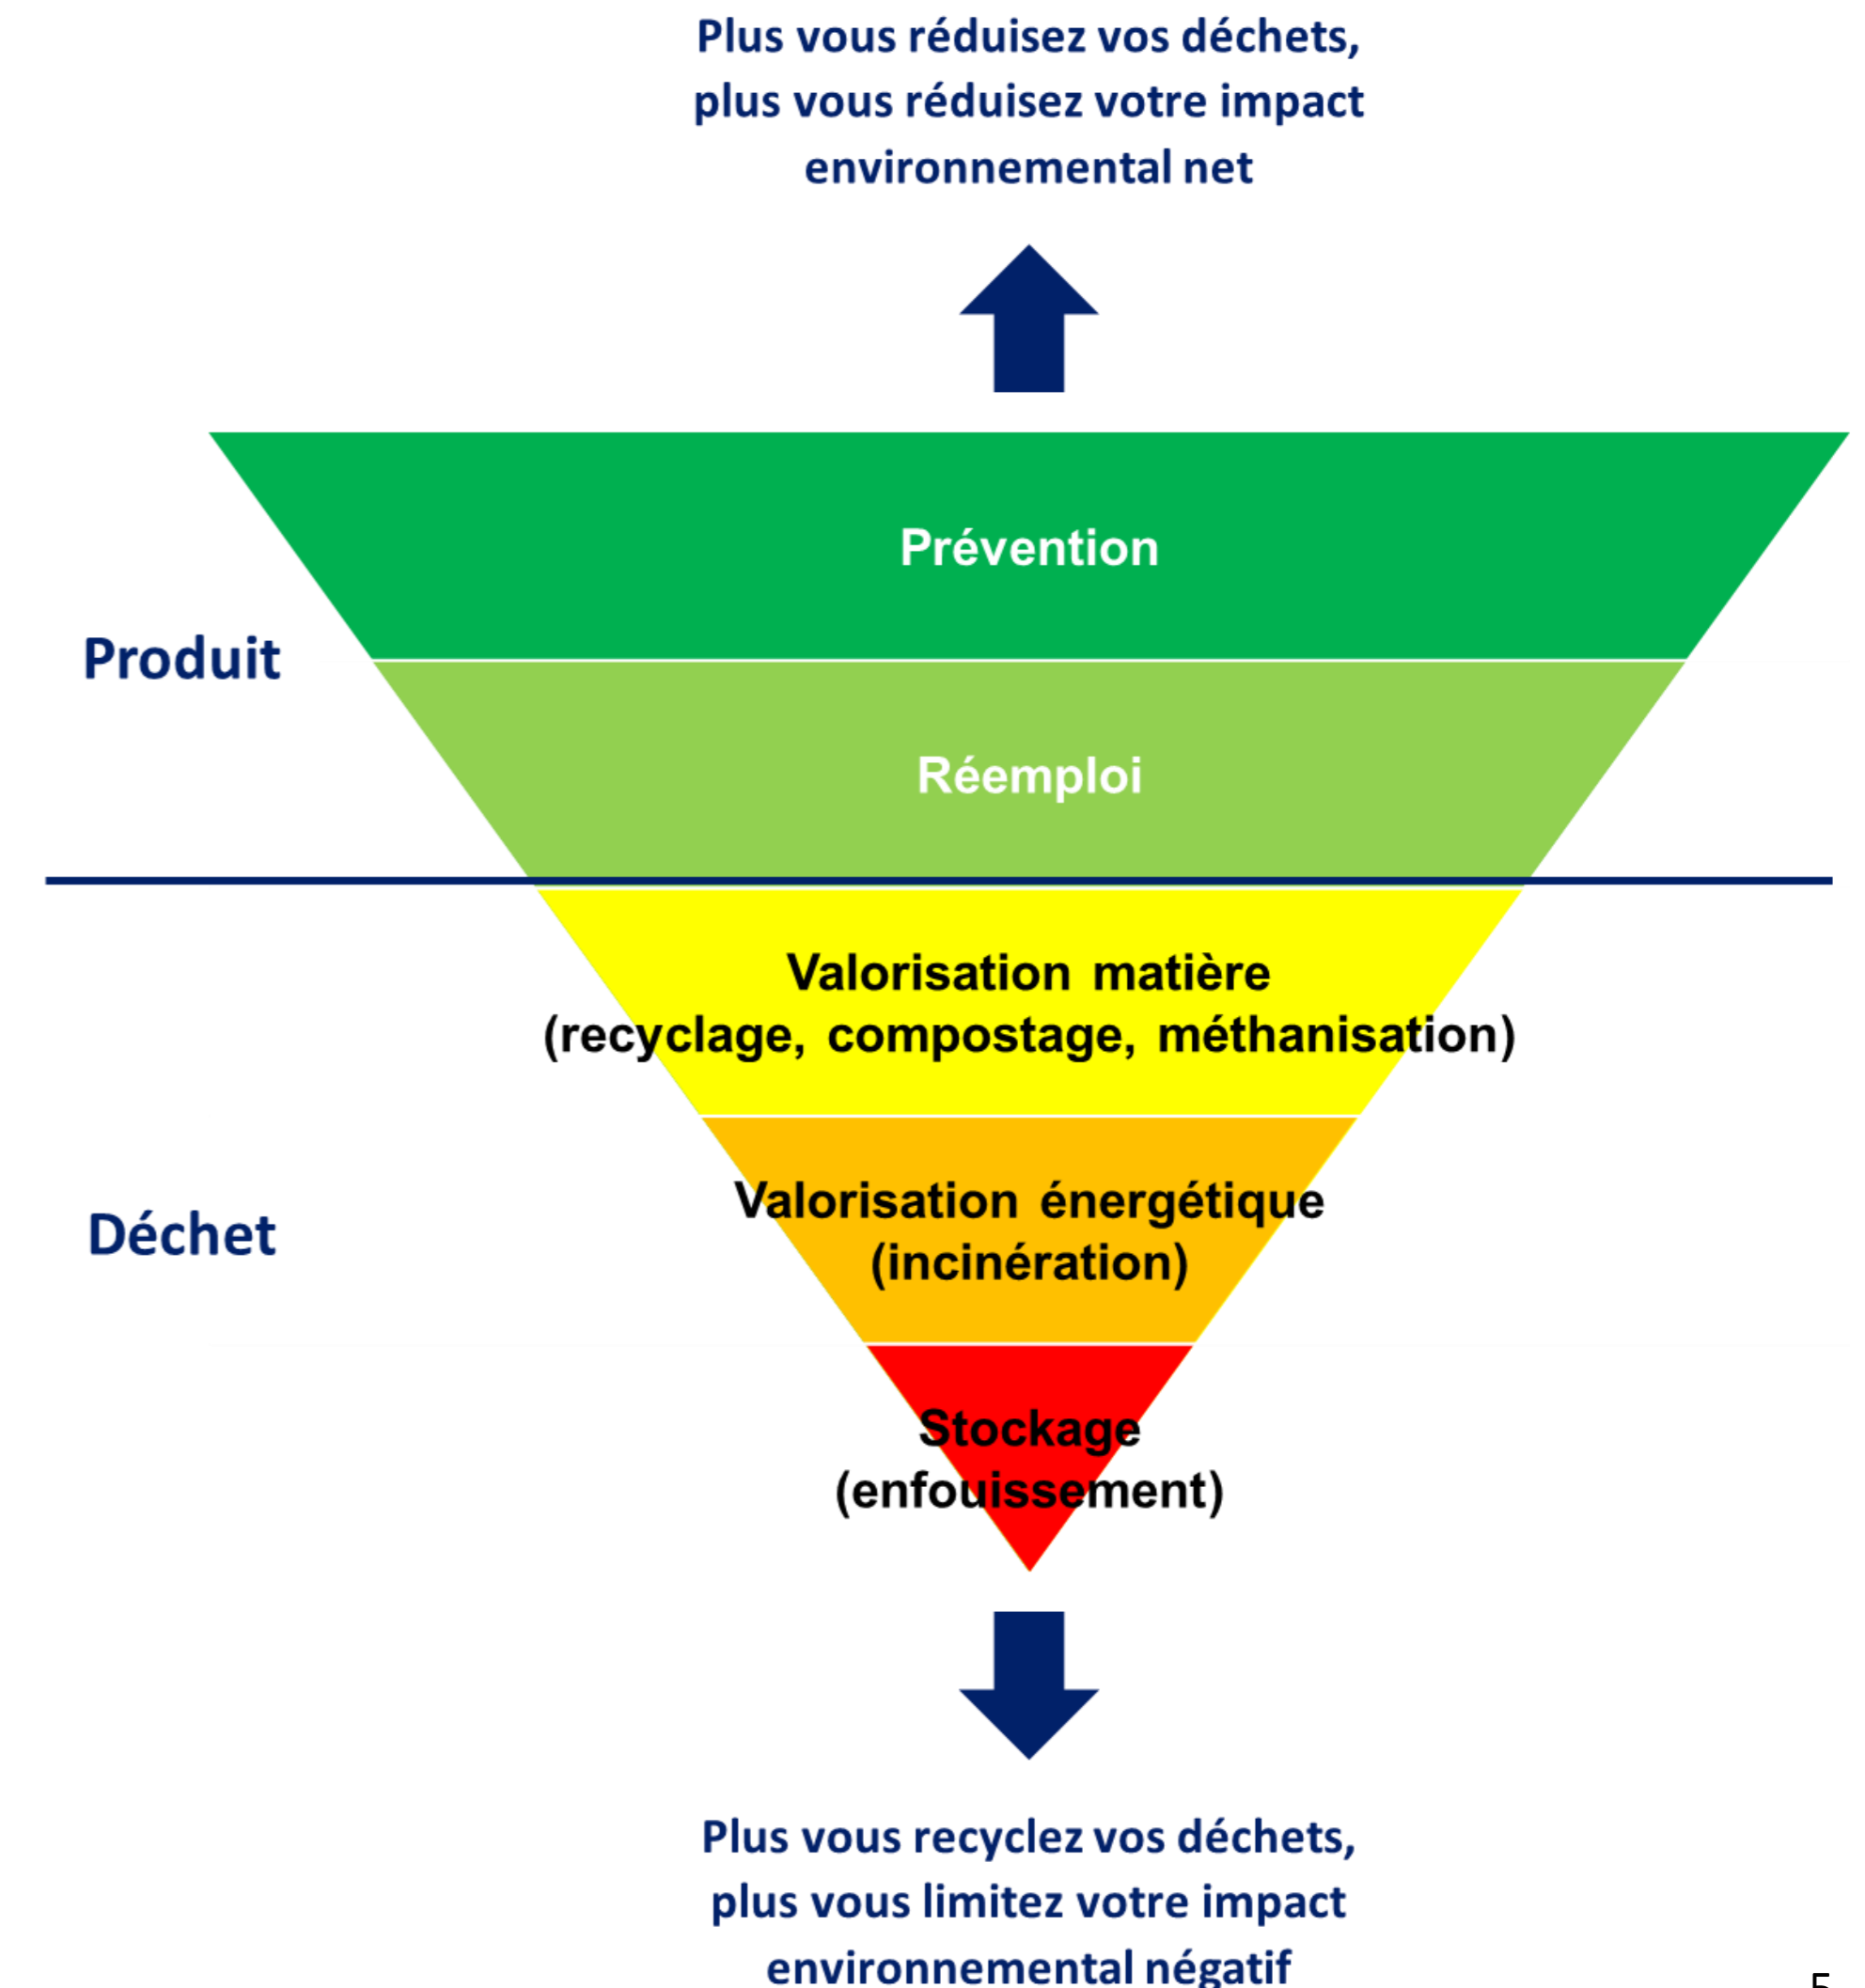 Plus vous réduisez vos déchets,
plus vous réduisez votre impact
environnemental net
Prévention
Produit
Réemploi
Valorisation matière
(recyclage, compostage, méthanisation)
Valorisation énergétique
(incinération)
Déchet
Stockage
(enfouissement)
Plus vous recyclez vos déchets,
plus vous limitez votre impact
environnemental négatif
5